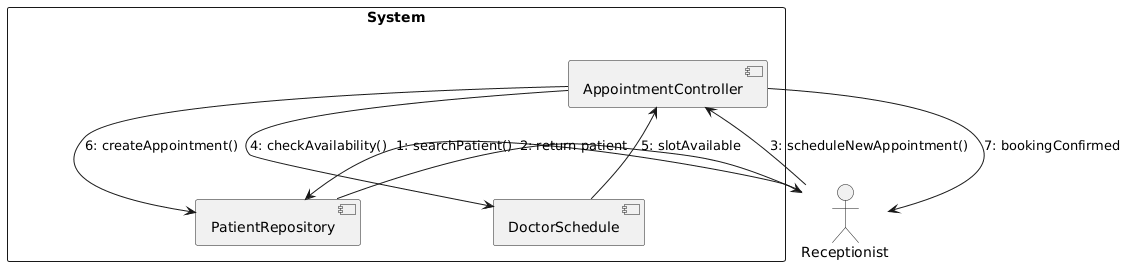 System
AppointmentController
6: createAppointment()
4: checkAvailability()
1: searchPatient()
2: return patient
5: slotAvailable
3: scheduleNewAppointment()
7: bookingConfirmed
PatientRepository
DoctorSchedule
Receptionist